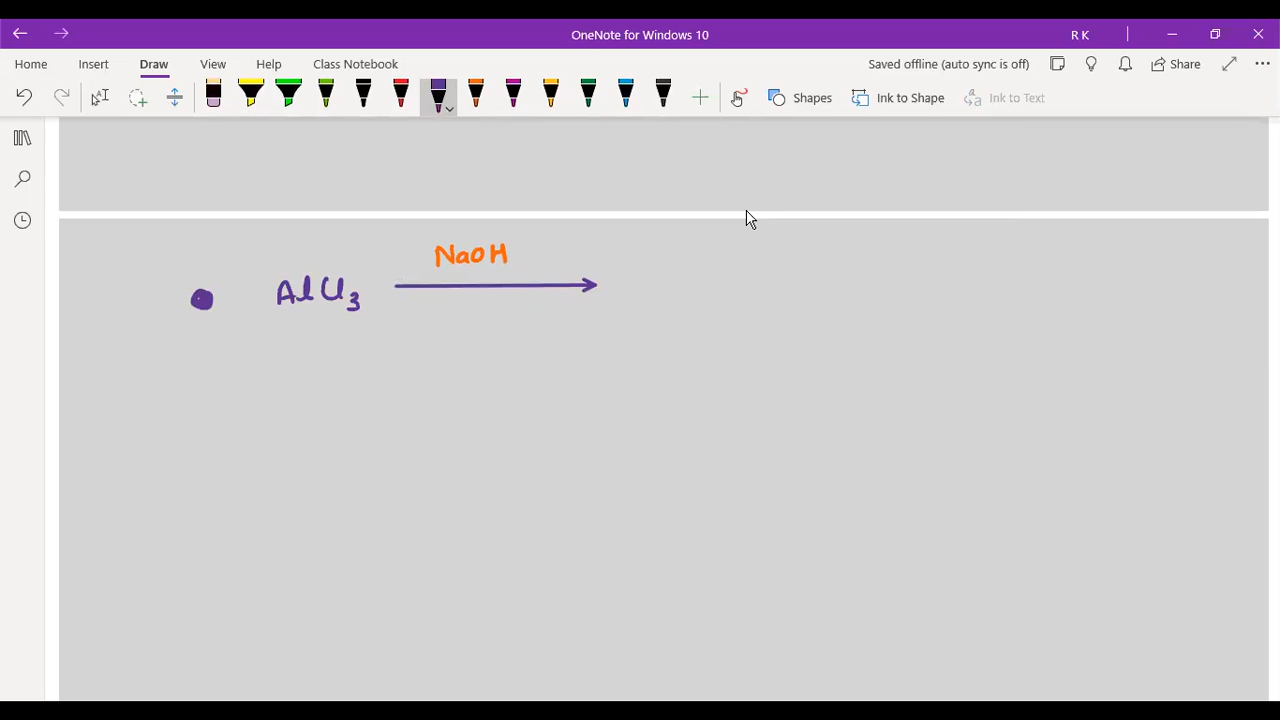 OneNote for Windows 10
R K
Home Insert Draw View Help Class Notebook
Saved offline (auto sync is off)
Share
Shapes
Ink to Shape
Ink to Text
NaOH
AlCl3